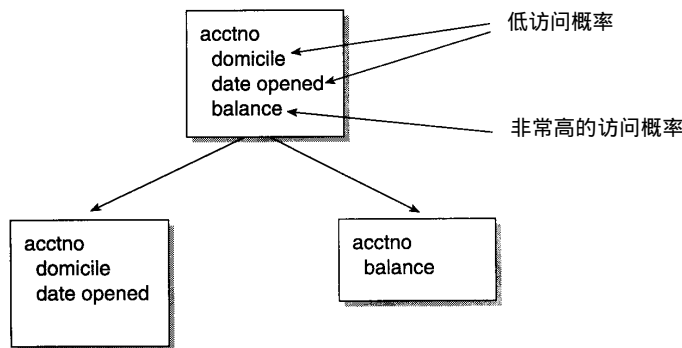 acctno
domicile
date opened
balance
低访问概率
非常高的访问概率
acctno
domicile
date opened
acctno
balance